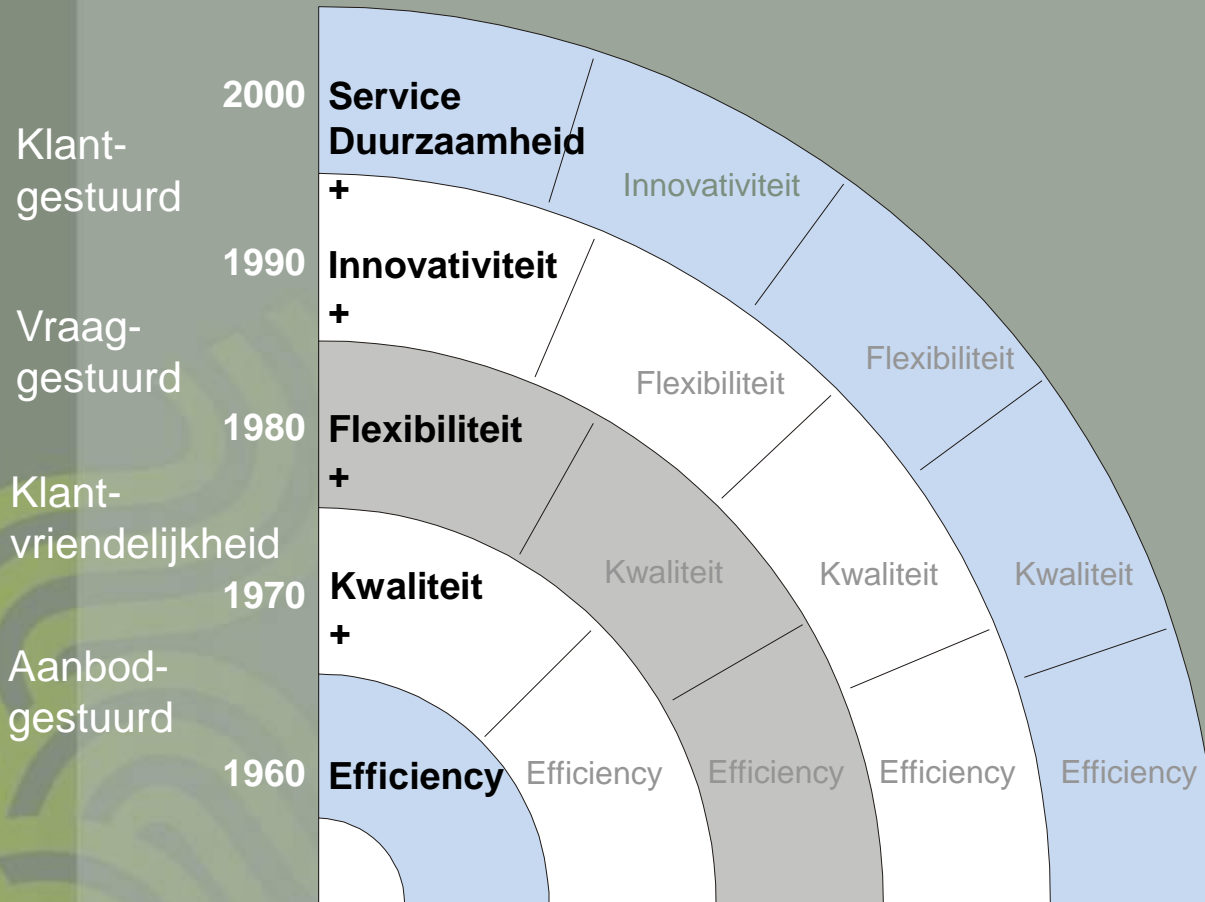 2000
Service
Duurzaamheid
+
Klant-
gestuurd
Innovativiteit
1990
Innovativiteit
+
Vraag-
gestuurd
Flexibiliteit
Flexibiliteit
1980
Flexibiliteit
+
Klant-
vriendelijkheid
Kwaliteit
Kwaliteit
Kwaliteit
1970
Kwaliteit
+
Aanbod-
gestuurd
1960
Efficiency
Efficiency
Efficiency
Efficiency
Efficiency